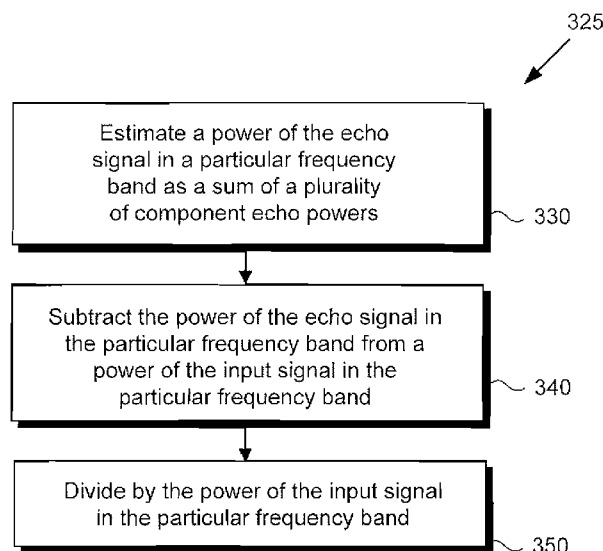 325
Estimate a power of the echo
signal in a particular frequency
band as a sum of a plurality
of component echo powers
330
Subtract the power of the echo signal in
the particular frequency band from a
power of the input signal in the
particular frequency band
340
Divide by the power of the input signal
in the particular frequency band
350